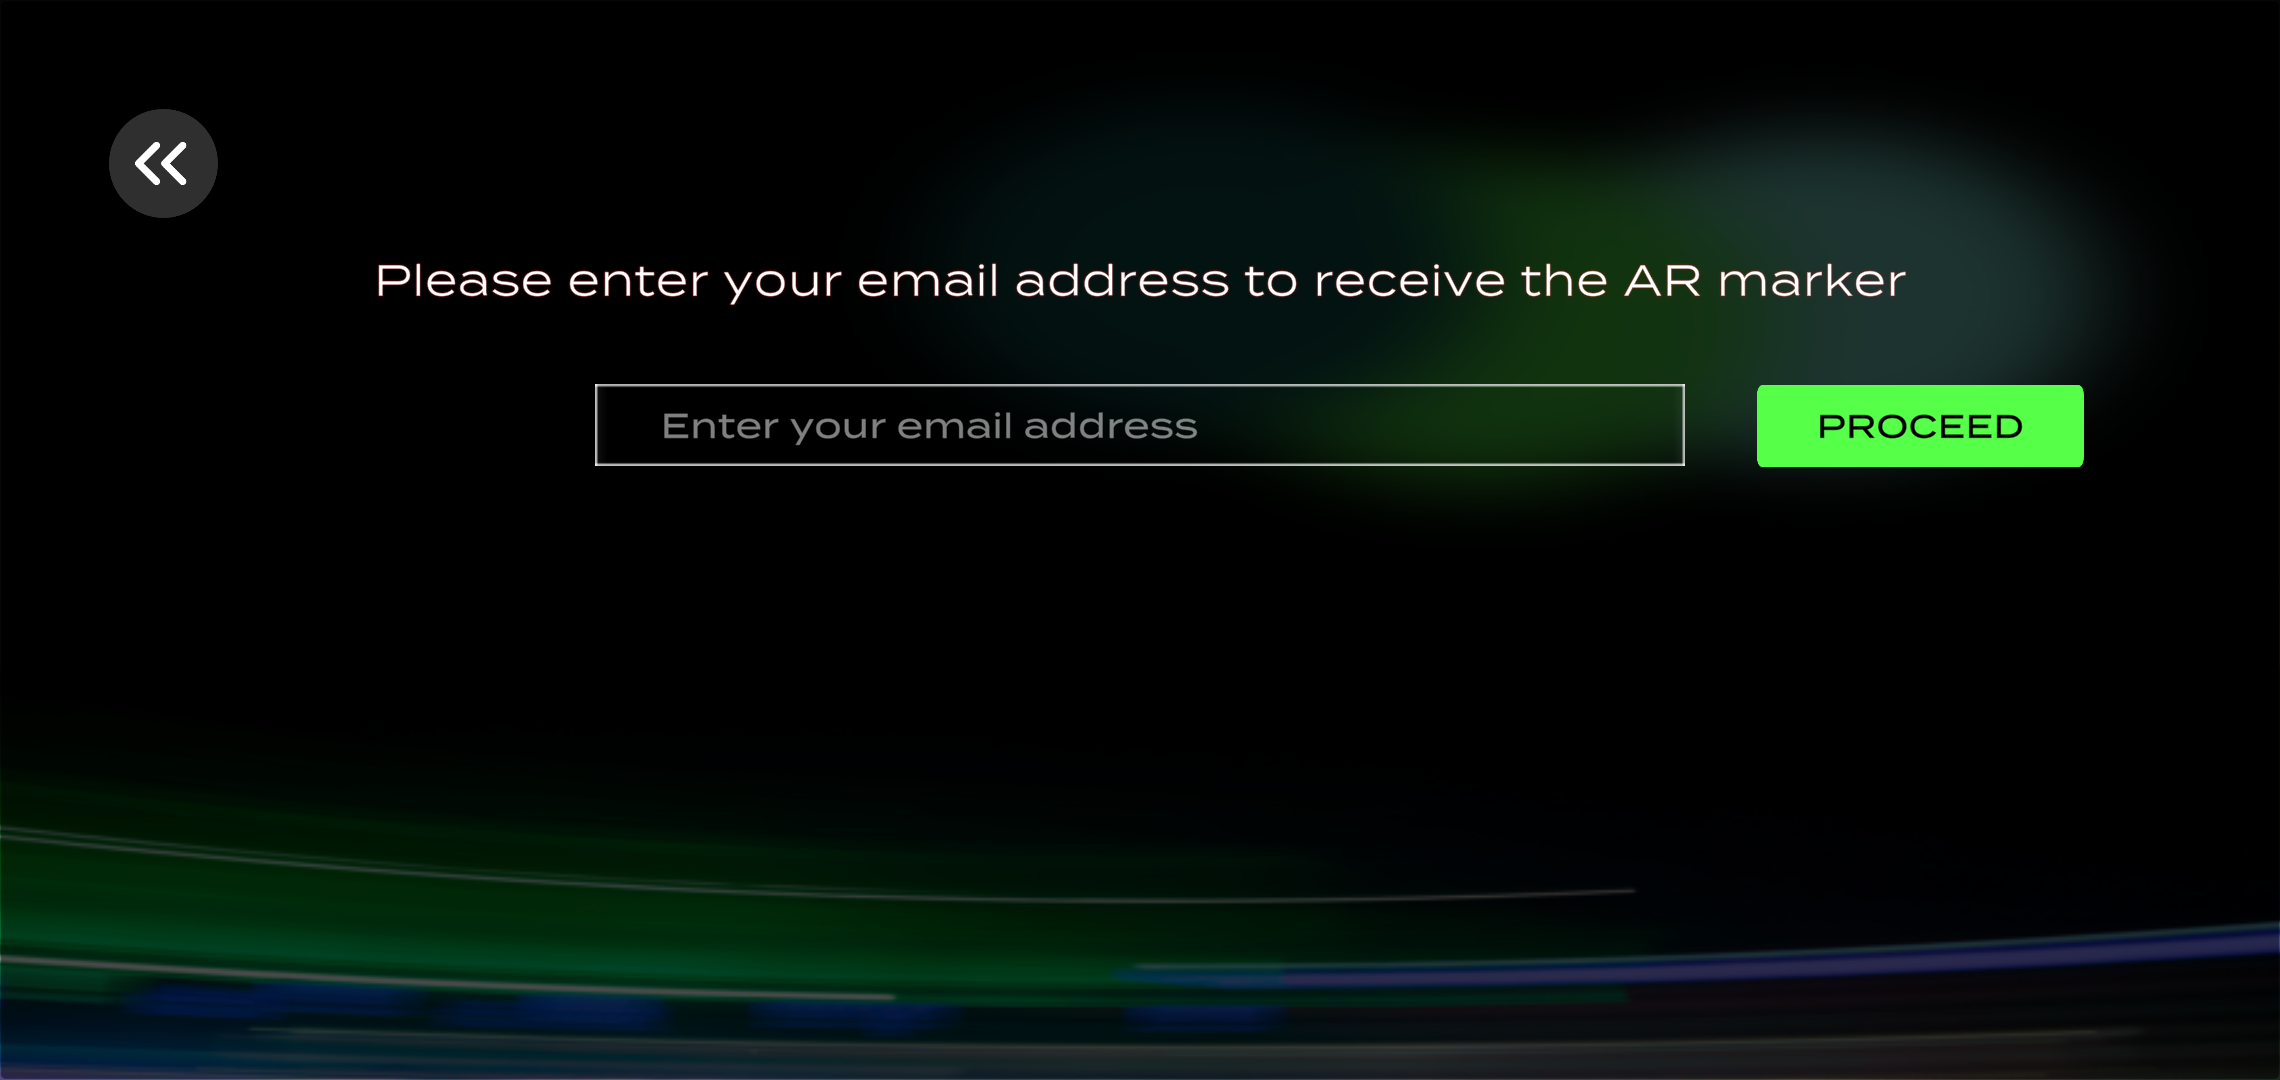 Please enter your email address to receive the AR marker
Enter your email address
PROCEED